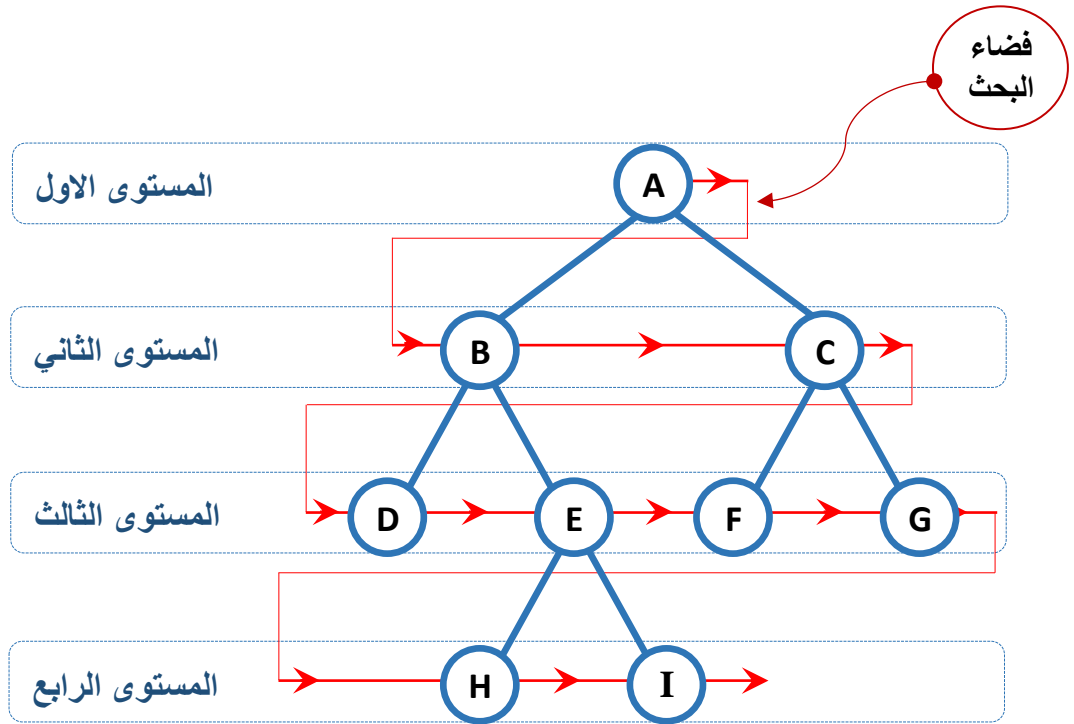 فضاء
البحث
المستوى الاول
A
المستوى الثاني
B
C
المستوى الثالث
D
E
F
G
المستوى الرابع
H
I